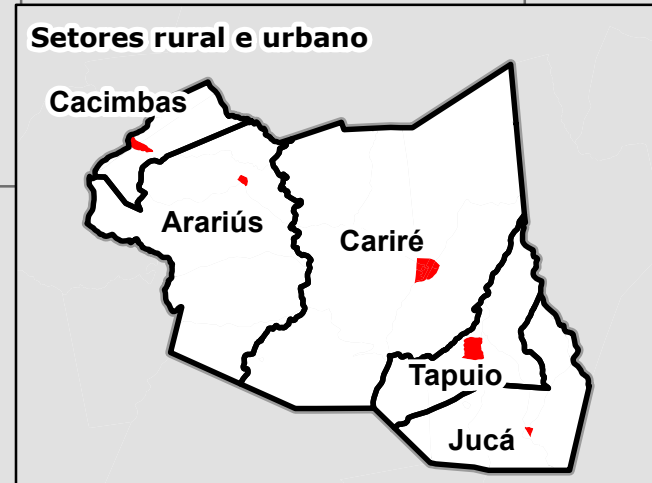 Setores rural e urbano
Cacimbas
Arariús
Cariré
Tapuio
Jucá